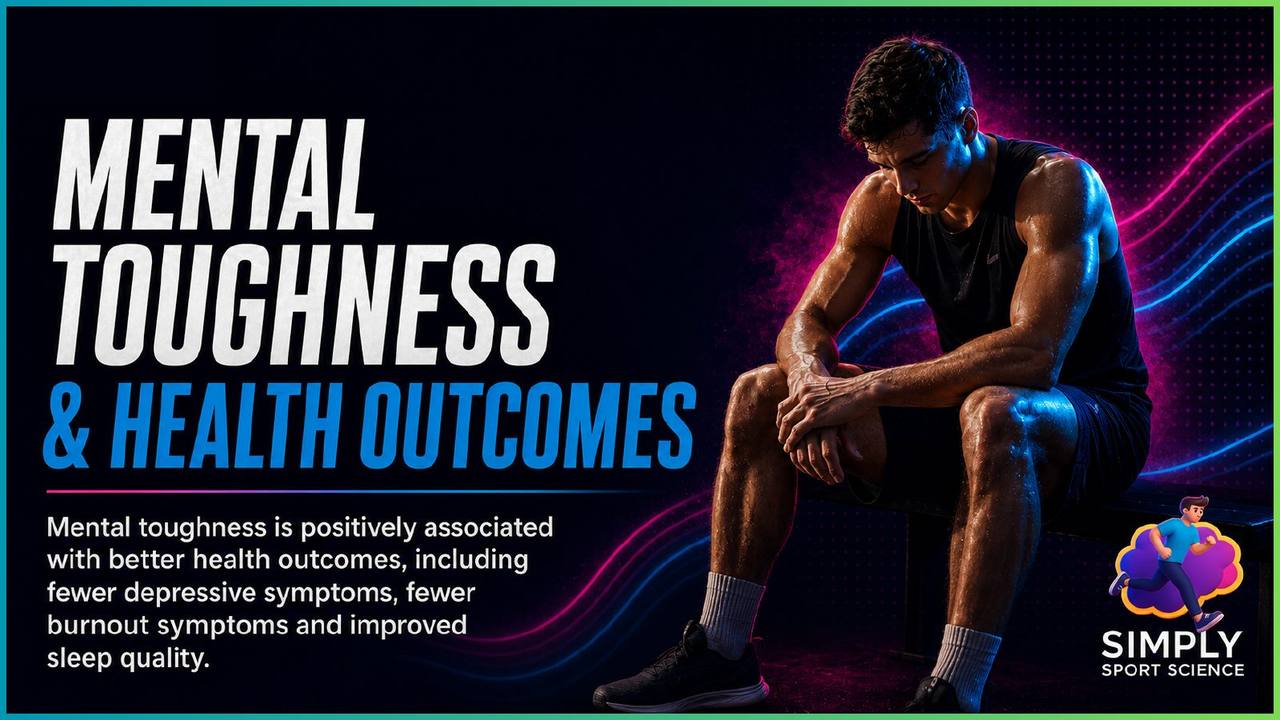 MENTAL
TOUGHNESS
& HEALTH OUTCOMES
Mental toughness is positively associated
with better health outcomes, including
fewer depressive symptoms, fewer
burnout symptoms and improved
sleep quality.
SIMPLY
SPORT SCIENCE